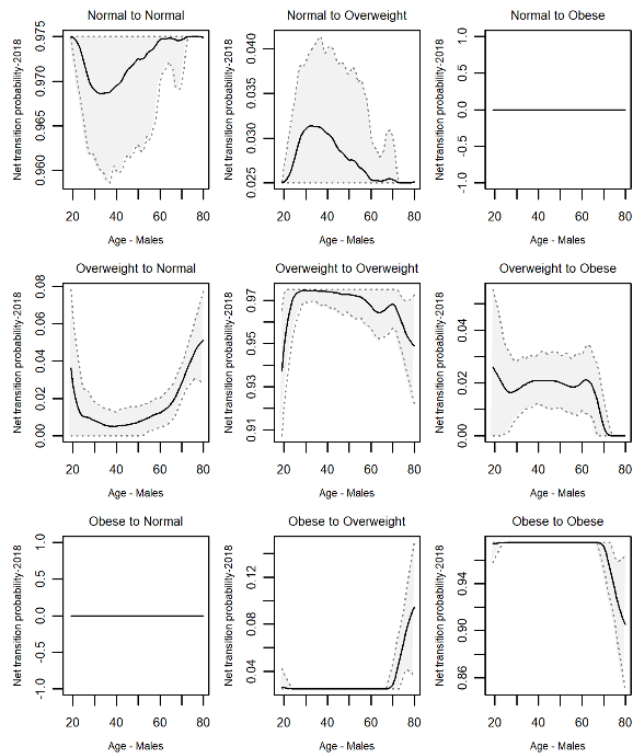 Normal to Normal
Net transition probability-2018
0.960 0.965 0.970 0.975
20 40 60 80
Age - Males
Normal to Overweight
Net transition probability-2018
0.025 0.030 0.035 0.040
20 40 60 80
Age - Males
Normal to Obese
Net transition probability-2018
-1.0 -0.5 0.0 0.5 1.0
20 40 60 80
Age - Males
Overweight to Normal
Net transition probability-2018
0.00 0.02 0.04 0.06 0.08
20 40 60 80
Age - Males
Overweight to Overweight
Net transition probability-2018
0.91 0.93 0.95 0.97
20 40 60 80
Age - Males
Overweight to Obese
Net transition probability-2018
0.00 0.02 0.04
20 40 60 80
Age - Males
Obese to Normal
Net transition probability-2018
-1.0 -0.5 0.0 0.5 1.0
20 40 60 80
Age - Males
Obese to Overweight
Net transition probability-2018
0.04 0.08 0.12
20 40 60 80
Age - Males
Obese to Obese
Net transition probability-2018
0.86 0.90 0.94
20 40 60 80
Age - Males